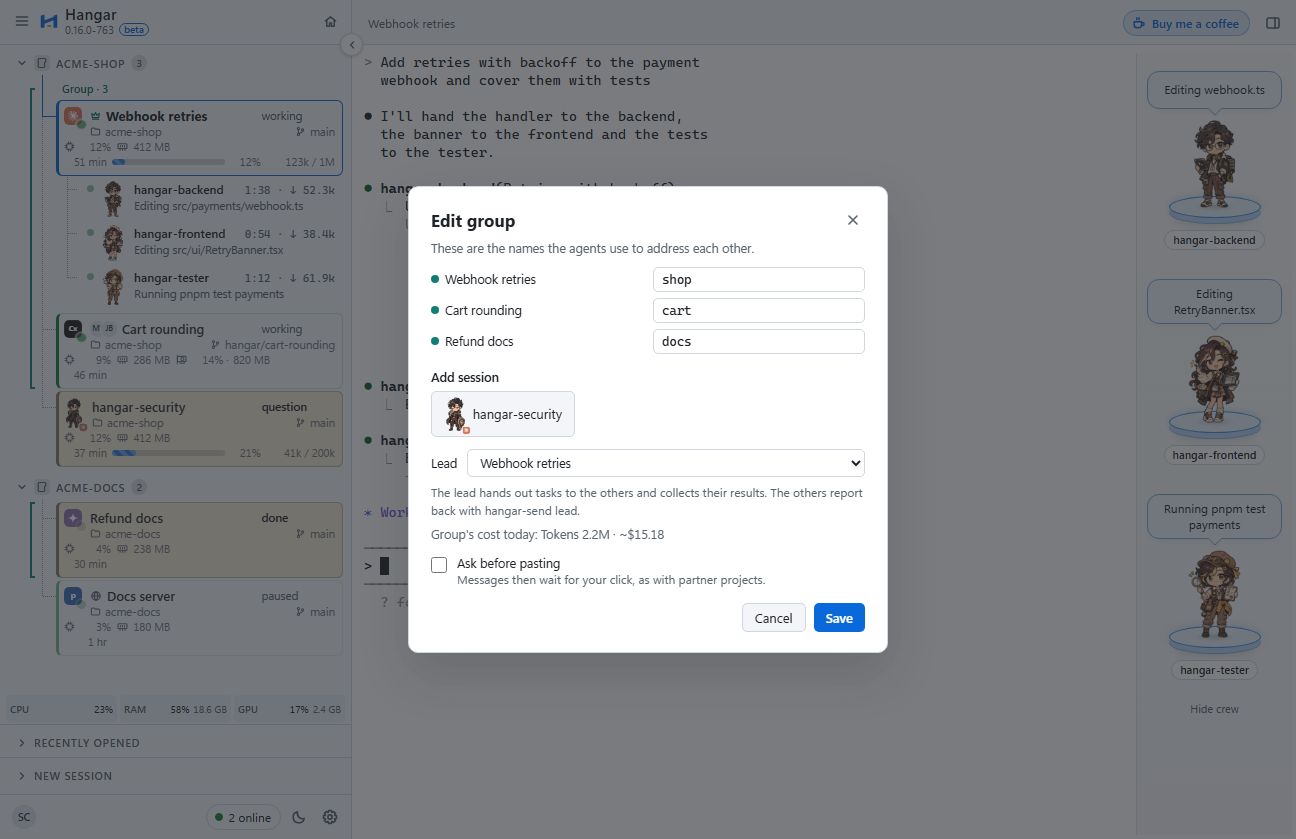 Hangar
0.16.0-763 beta
ACME-SHOP 3
Group · 3
Webhook retries working
acme-shop main
12% 412 MB
51 min 12% 123k / 1M
hangar-backend 1:38 · ↓ 52.3k
Editing src/payments/webhook.ts
hangar-frontend 0:54 · ↓ 38.4k
Editing src/ui/RetryBanner.tsx
hangar-tester 1:12 · ↓ 61.9k
Running pnpm test payments
Cx M JB Cart rounding working
acme-shop hangar/cart-rounding
9% 286 MB 14% · 820 MB
46 min
hangar-security question
acme-shop main
12% 412 MB
37 min 21% 41k / 200k
ACME-DOCS 2
Refund docs done
acme-docs main
4% 238 MB
30 min
P Docs server paused
acme-docs main
3% 180 MB
1 hr
CPU 23% RAM 58% 18.6 GB GPU 17% 2.4 GB
RECENTLY OPENED
NEW SESSION
SC 2 online
Webhook retries
Buy me a coffee
> Add retries with backoff to the payment
webhook and cover them with tests
● I'll hand the handler to the backend,
the banner to the frontend and the tests
to the tester.
? fo
Edit group
These are the names the agents use to address each other.
Webhook retries shop
Cart rounding cart
Refund docs docs
Add session
hangar-security
Lead Webhook retries
The lead hands out tasks to the others and collects their results. The others report
back with hangar-send lead.
Group's cost today: Tokens 2.2M · ~$15.18
Ask before pasting
Messages then wait for your click, as with partner projects.
Cancel Save
Editing webhook.ts
hangar-backend
Editing
RetryBanner.tsx
hangar-frontend
Running pnpm test
payments
hangar-tester
Hide crew